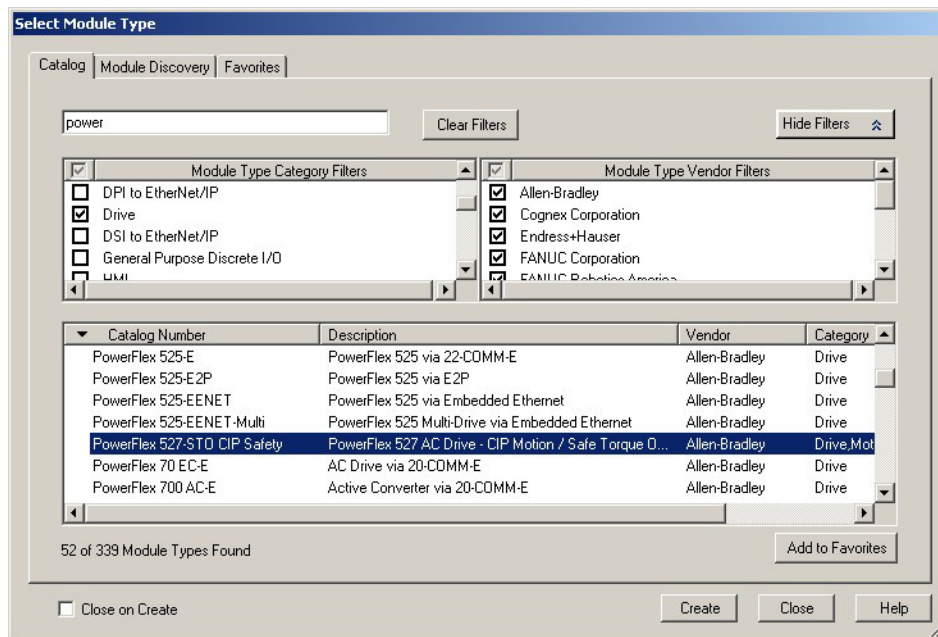 Select Module Type
Catalog Module Discovery Favorites
power Clear Filters Hide Filters
Module Type Category Filters Module Type Vendor Filters
DPI to EtherNet/IP Allen-Bradley
Drive Cognex Corporation
DSI to EtherNet/IP Endress+Hauser
General Purpose Discrete I/O FANUC Corporation
HMI FANUC Robotics America
Catalog Number Description Vendor Category
PowerFlex 525-E PowerFlex 525 via 22-COMM-E Allen-Bradley Drive
PowerFlex 525-E2P PowerFlex 525 via E2P Allen-Bradley Drive
PowerFlex 525-EENET PowerFlex 525 via Embedded Ethernet Allen-Bradley Drive
PowerFlex 525-EENET-Multi PowerFlex 525 Multi-Drive via Embedded Ethernet Allen-Bradley Drive
PowerFlex 527-STO CIP Safety PowerFlex 527 AC Drive - CIP Motion / Safe Torque O... Allen-Bradley Drive,Mot
PowerFlex 70 EC-E AC Drive via 20-COMM-E Allen-Bradley Drive
PowerFlex 700 AC-E Active Converter via 20-COMM-E Allen-Bradley Drive
52 of 339 Module Types Found Add to Favorites
Close on Create Create Close Help